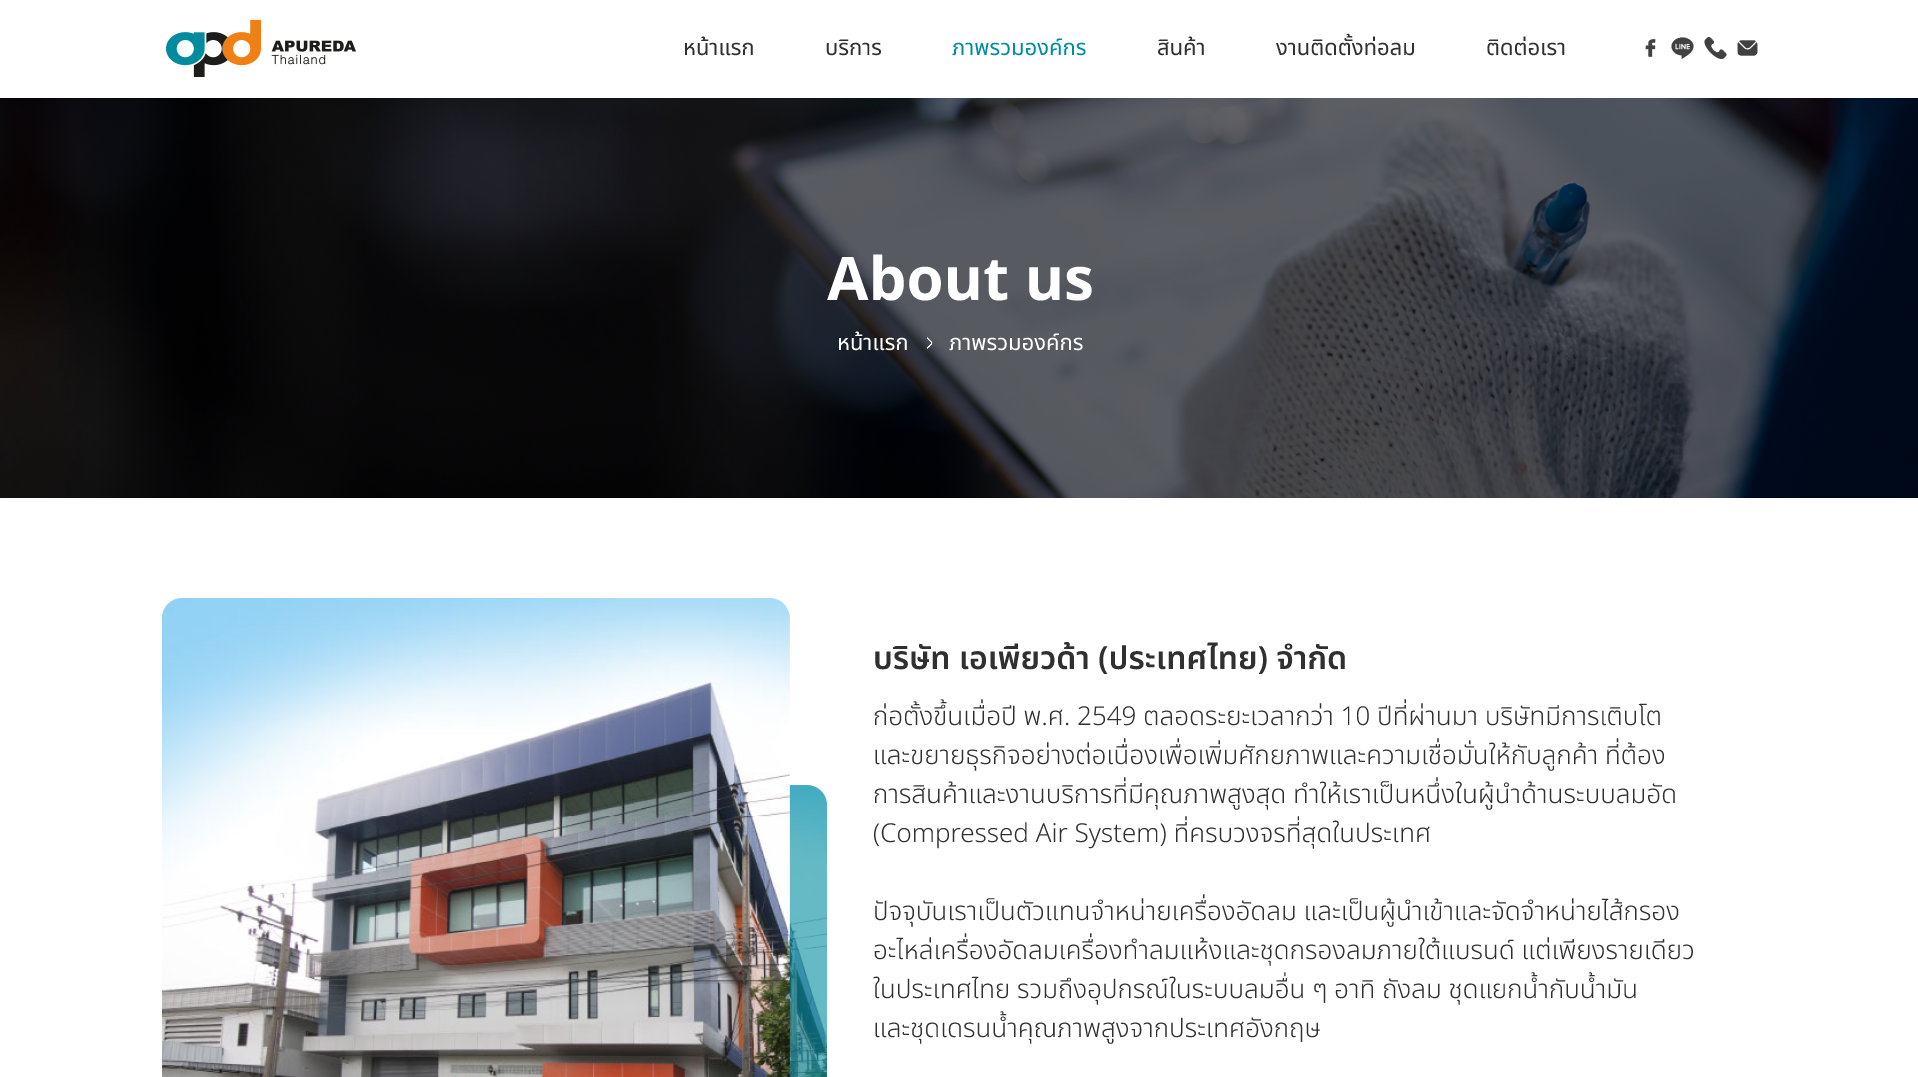 apd APUREDA
Thailand
หน้าแรก บริการ ภาพรวมองค์กร สินค้า งานติดตั้งท่อลม ติดต่อเรา LINE
About us
หน้าแรก > ภาพรวมองค์กร
บริษัท เอเพียวด้า (ประเทศไทย) จำกัด
ก่อตั้งขึ้นเมื่อปี พ.ศ. 2549 ตลอดระยะเวลากว่า 10 ปีที่ผ่านมา บริษัทมีการเติบโต
และขยายธุรกิจอย่างต่อเนื่องเพื่อเพิ่มศักยภาพและความเชื่อมั่นให้กับลูกค้า ที่ต้อง
การสินค้าและงานบริการที่มีคุณภาพสูงสุด ทำให้เราเป็นหนึ่งในผู้นำด้านระบบลมอัด
(Compressed Air System) ที่ครบวงจรที่สุดในประเทศ
ปัจจุบันเราเป็นตัวแทนจำหน่ายเครื่องอัดลม และเป็นผู้นำเข้าและจัดจำหน่ายไส้กรอง
อะไหล่เครื่องอัดลมเครื่องทำลมแห้งและชุดกรองลมภายใต้แบรนด์ แต่เพียงรายเดียว
ในประเทศไทย รวมถึงอุปกรณ์ในระบบลมอื่น ๆ อาทิ ถังลม ชุดแยกน้ำกับน้ำมัน
และชุดเดรนน้ำคุณภาพสูงจากประเทศอังกฤษ